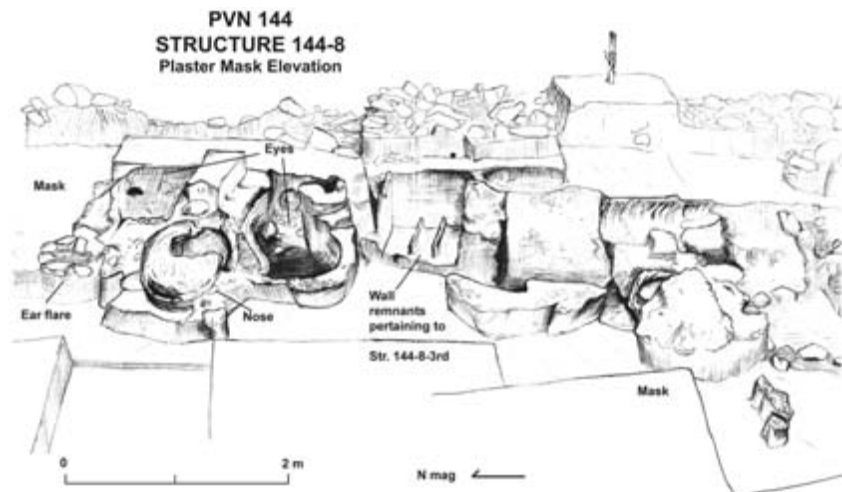 PVN 144
STRUCTURE 144-8
Plaster Mask Elevation
Eyes
Mask
Ear flare
Nose
Wall
remnants
pertaining to
Str. 144-8-3rd
Mask
0
2 m
N mag